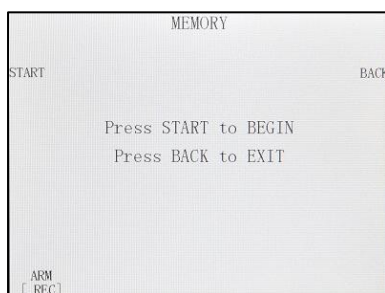 MEMORY
START BACK
Press START to BEGIN
Press BACK to EXIT
ARM
[ REC]